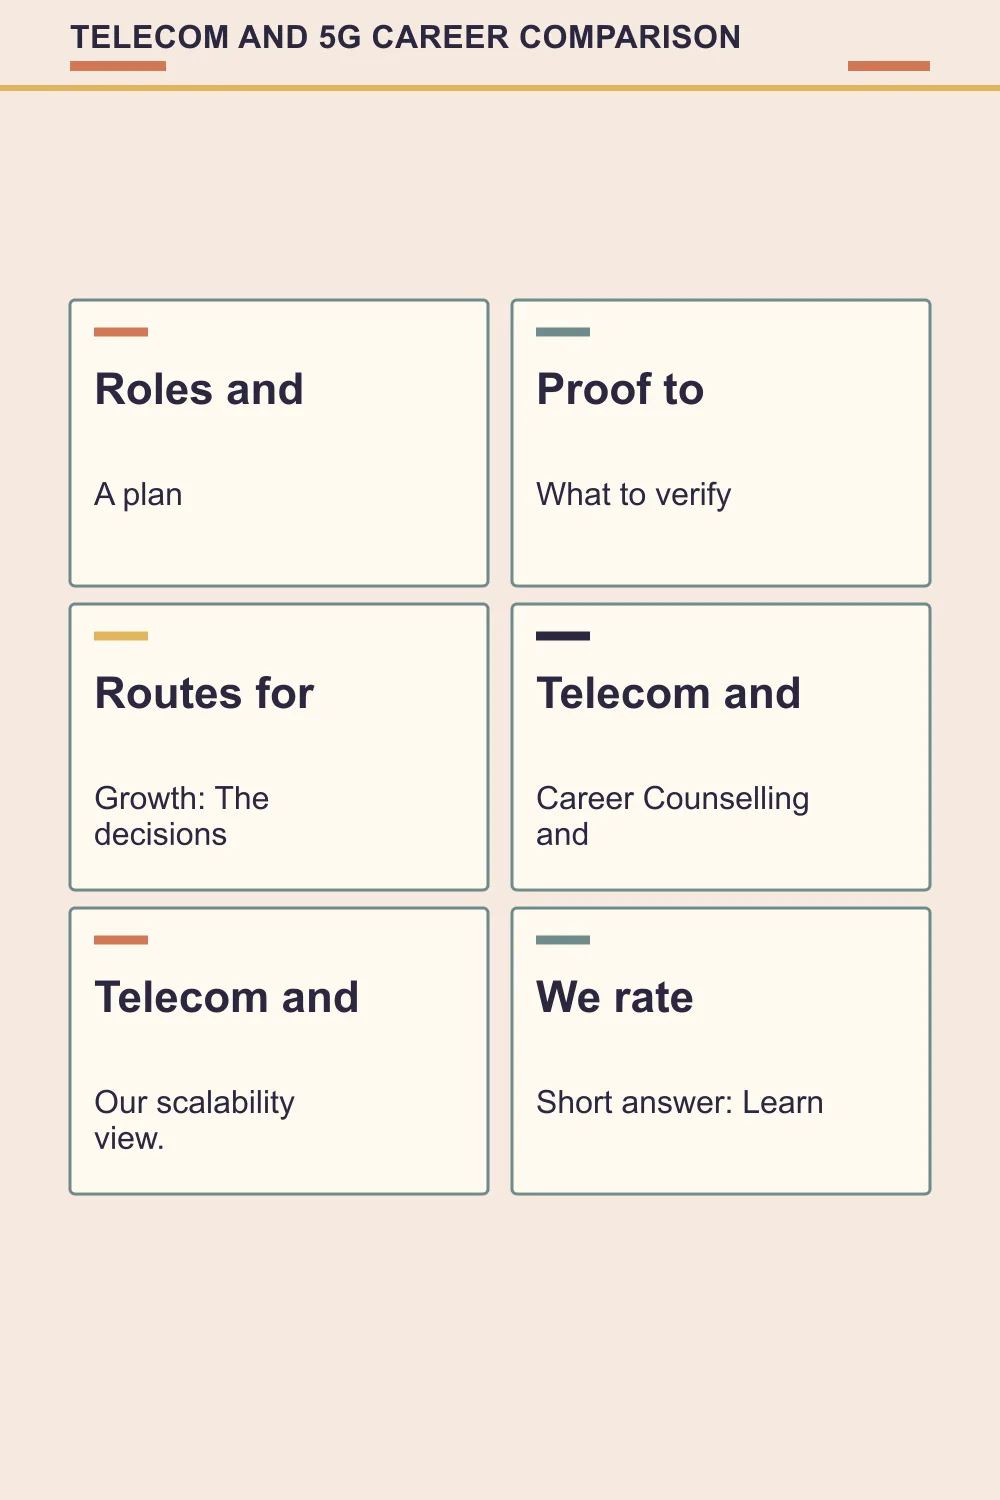 TELECOM AND 5G CAREER COMPARISON
Roles and
A plan
Proof to
What to verify
Routes for
Growth: The
decisions
Telecom and
Career Counselling
and
Telecom and
Our scalability
view.
We rate
Short answer: Learn